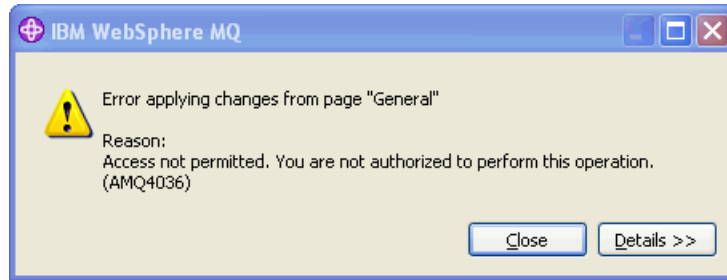 IBM WebSphere MQ
Error applying changes from page "General"
Reason:
Access not permitted. You are not authorized to perform this operation.
(AMQ4036)
Close
Details >>